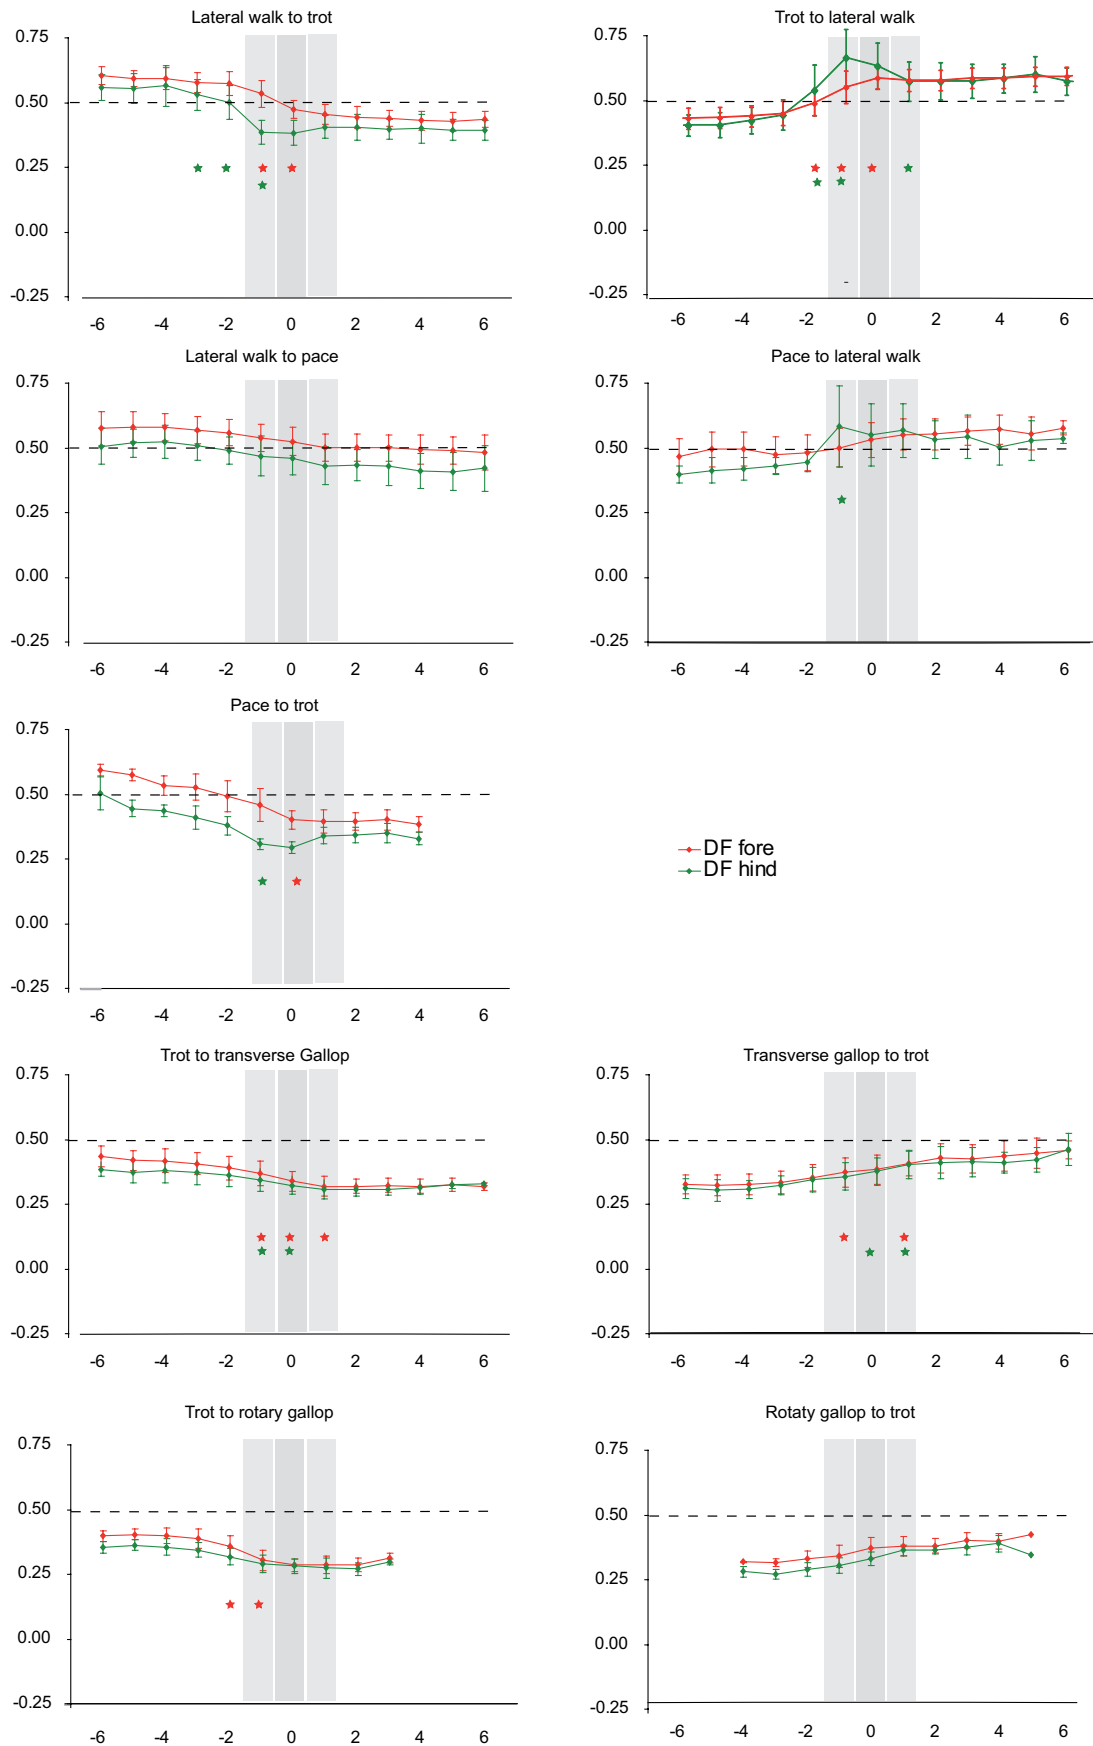 Lateral walk to trot
0.75
0.50
0.25
0.00
-0.25
-6 -4 -2 0 2 4 6
Trot to lateral walk
0.75
0.50
0.25
0.00
-0.25
-6 -4 -2 0 2 4 6
Lateral walk to pace
0.75
0.50
0.25
0.00
-0.25
-6 -4 -2 0 2 4 6
Pace to lateral walk
0.75
0.50
0.25
0.00
-0.25
-6 -4 -2 0 2 4 6
Pace to trot
0.75
0.50
0.25
0.00
-0.25
-6 -4 -2 0 2 4 6
DF fore
DF hind
Trot to transverse Gallop
0.75
0.50
0.25
0.00
-0.25
-6 -4 -2 0 2 4 6
Transverse gallop to trot
0.75
0.50
0.25
0.00
-0.25
-6 -4 -2 0 2 4 6
Trot to rotary gallop
0.75
0.50
0.25
0.00
-0.25
-6 -4 -2 0 2 4 6
Rotaty gallop to trot
0.75
0.50
0.25
0.00
-0.25
-6 -4 -2 0 2 4 6